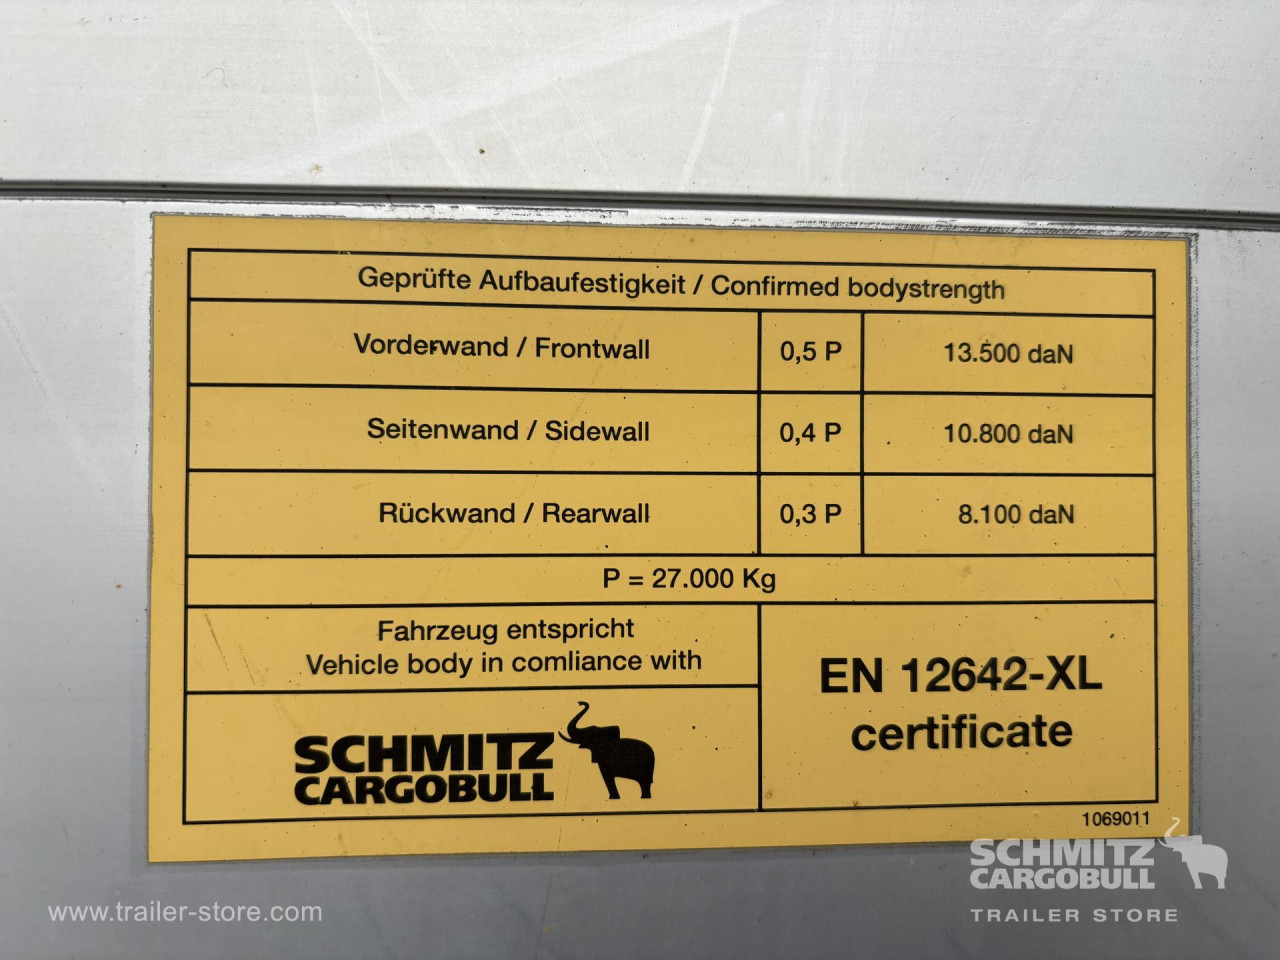 Geprüfte Aufbaufestigkeit / Confirmed bodystrength
Vorderwand / Frontwall 0,5 P 13.500 daN
Seitenwand / Sidewall 0,4 P 10.800 daN
Rückwand / Rearwall 0,3 P 8.100 daN
P = 27.000 Kg
Fahrzeug entspricht
Vehicle body in comliance with
EN 12642-XL
certificate
SCHMITZ
CARGOBULL
1069011
SCHMITZ
CARGOBULL
TRAILER STORE
www.trailer-store.com